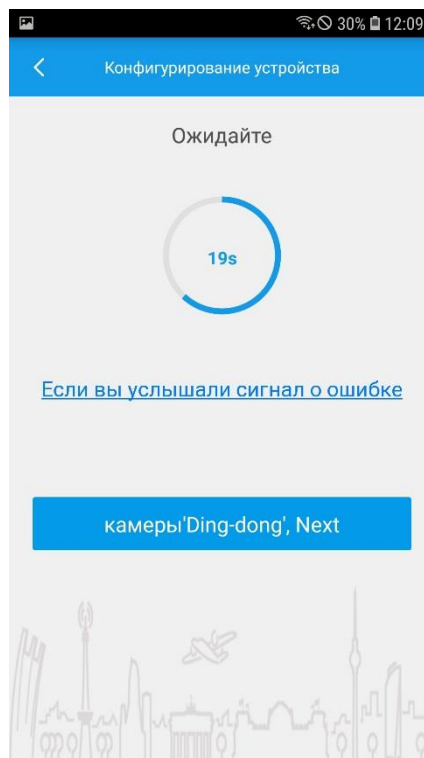 30% 12:09
Конфигурирование устройства
Ожидайте
19s
Если вы услышали сигнал о ошибке
камеры'Ding-dong', Next